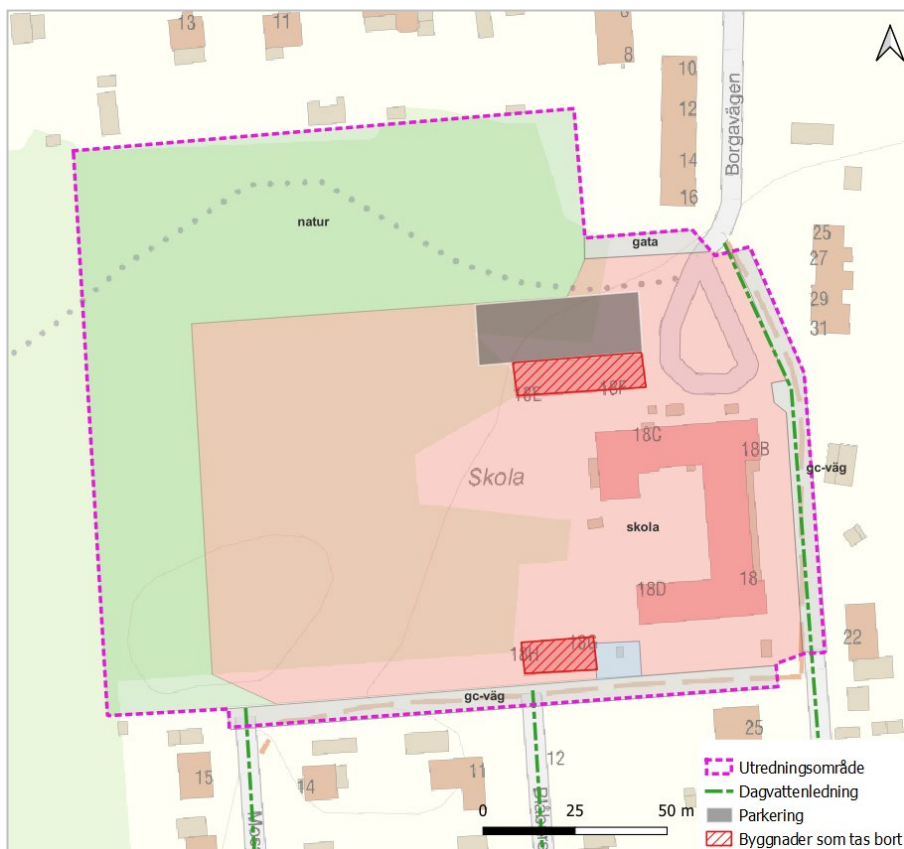 13
11
8
10
12
14
16
Borgavägen
natur
gata
25
27
29
31
18E
18F
18C
18B
Skola
gc-väg
skola
18D
18
18H
18G
22
gc-väg
25
15
14
11
12
Utredningsområde
Dagvattenledning
Parkering
Byggnader som tas bort
0
25
50 m